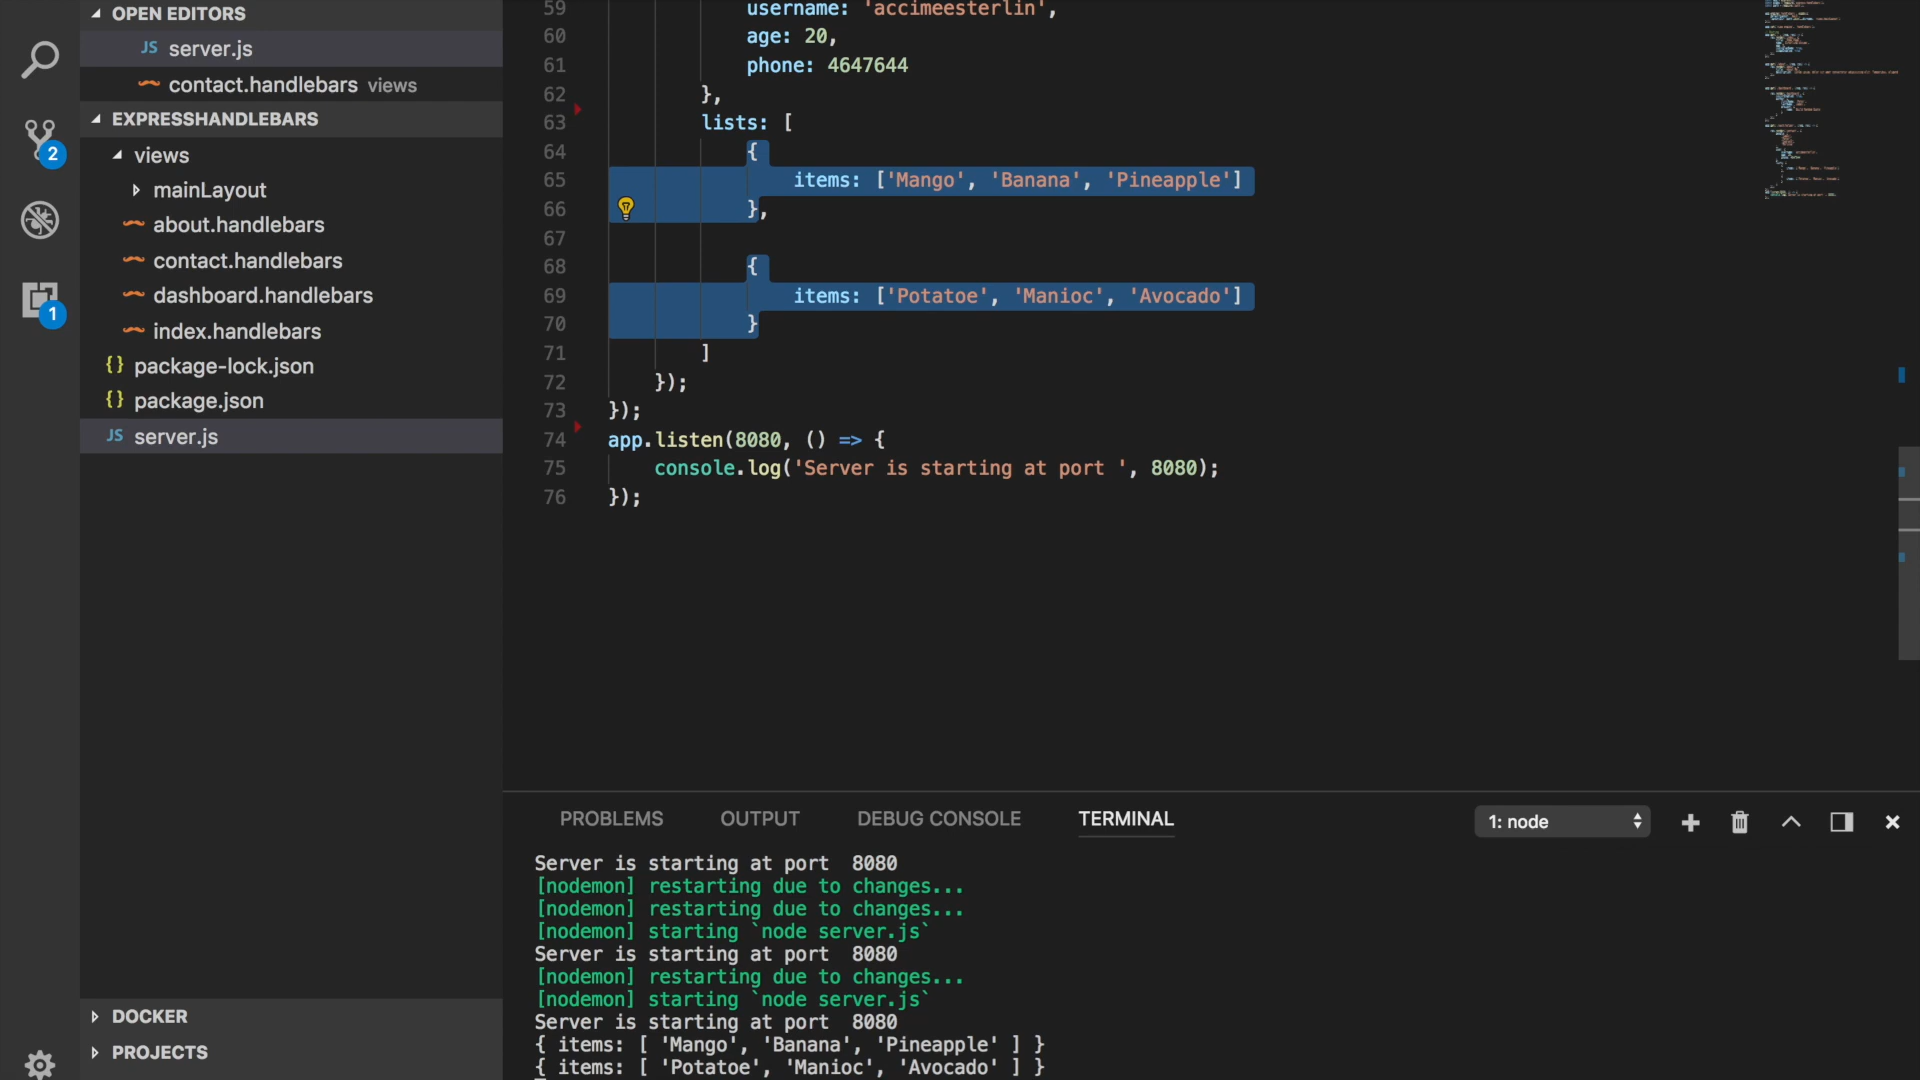 OPEN EDITORS
JS server.js
contact.handlebars views
EXPRESSHANDLEBARS
views
mainLayout
about.handlebars
contact.handlebars
dashboard.handlebars
index.handlebars
{} package-lock.json
{} package.json
JS server.js
DOCKER
PROJECTS
2
1
59 username: 'accimeesterlin',
60 age: 20,
61 phone: 4647644
62 },
63 lists: [
64 {
65 items: ['Mango', 'Banana', 'Pineapple']
66 },
67
68 {
69 items: ['Potatoe', 'Manioc', 'Avocado']
70 }
71 ]
72 });
73 });
74 app.listen(8080, () => {
75 console.log('Server is starting at port ', 8080);
76 });
PROBLEMS OUTPUT DEBUG CONSOLE TERMINAL 1: node
Server is starting at port  8080
[nodemon] restarting due to changes...
[nodemon] restarting due to changes...
[nodemon] starting `node server.js`
Server is starting at port  8080
[nodemon] restarting due to changes...
[nodemon] starting `node server.js`
Server is starting at port  8080
{ items: [ 'Mango', 'Banana', 'Pineapple' ] }
{ items: [ 'Potatoe', 'Manioc', 'Avocado' ] }